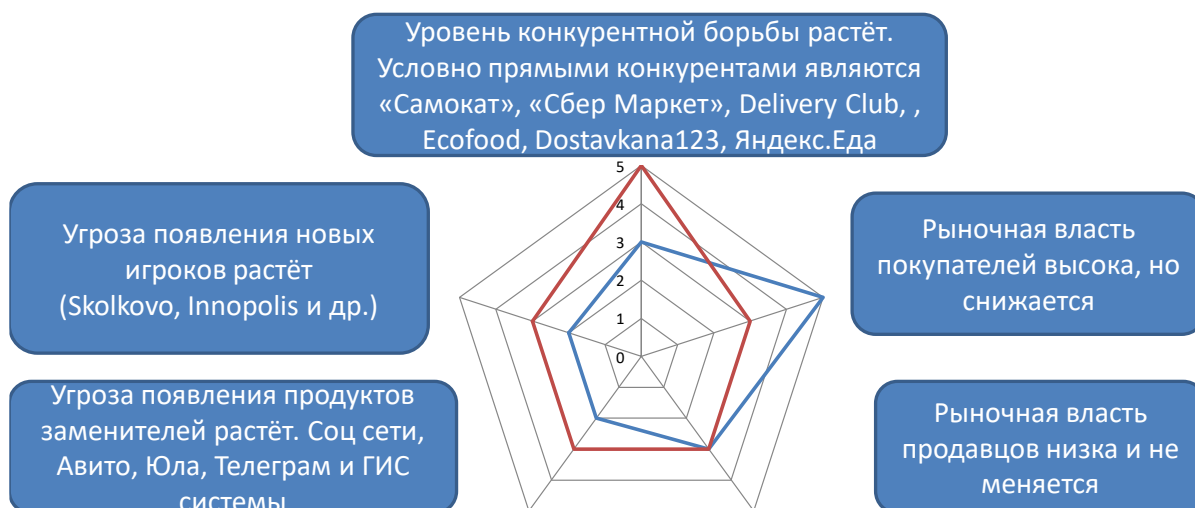 Уровень конкурентной борьбы растёт.
Условно прямыми конкурентами являются
«Самокат», «Сбер Маркет», Delivery Club, ,
Ecofood, Dostavkana123, Яндекс.Еда
5
4
3
2
1
0
Угроза появления новых
игроков растёт
(Skolkovo, Innopolis и др.)
Рыночная власть
покупателей высока, но
снижается
Угроза появления продуктов
заменителей растёт. Соц сети,
Авито, Юла, Телеграм и ГИС
системы
Рыночная власть
продавцов низка и не
меняется